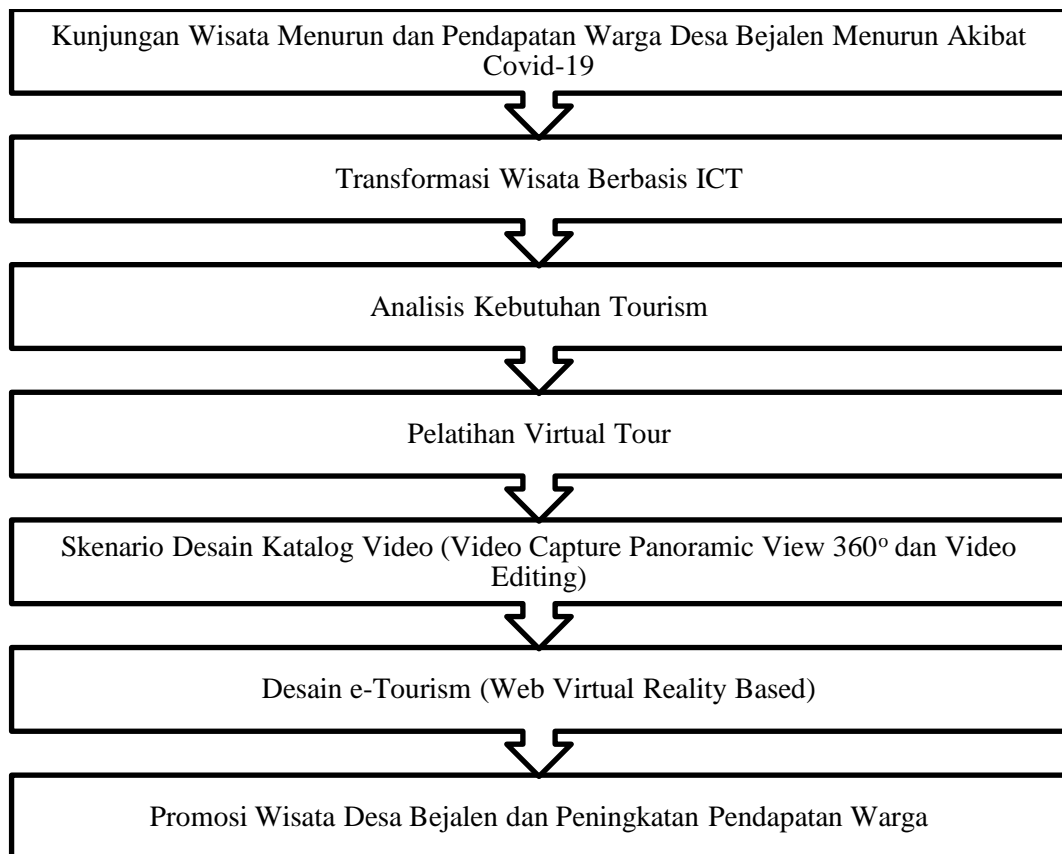 Kunjungan Wisata Menurun dan Pendapatan Warga Desa Bejalen Menurun Akibat
Covid-19
Transformasi Wisata Berbasis ICT
Analisis Kebutuhan Tourism
Pelatihan Virtual Tour
Skenario Desain Katalog Video (Video Capture Panoramic View 360° dan Video
Editing)
Desain e-Tourism (Web Virtual Reality Based)
Promosi Wisata Desa Bejalen dan Peningkatan Pendapatan Warga